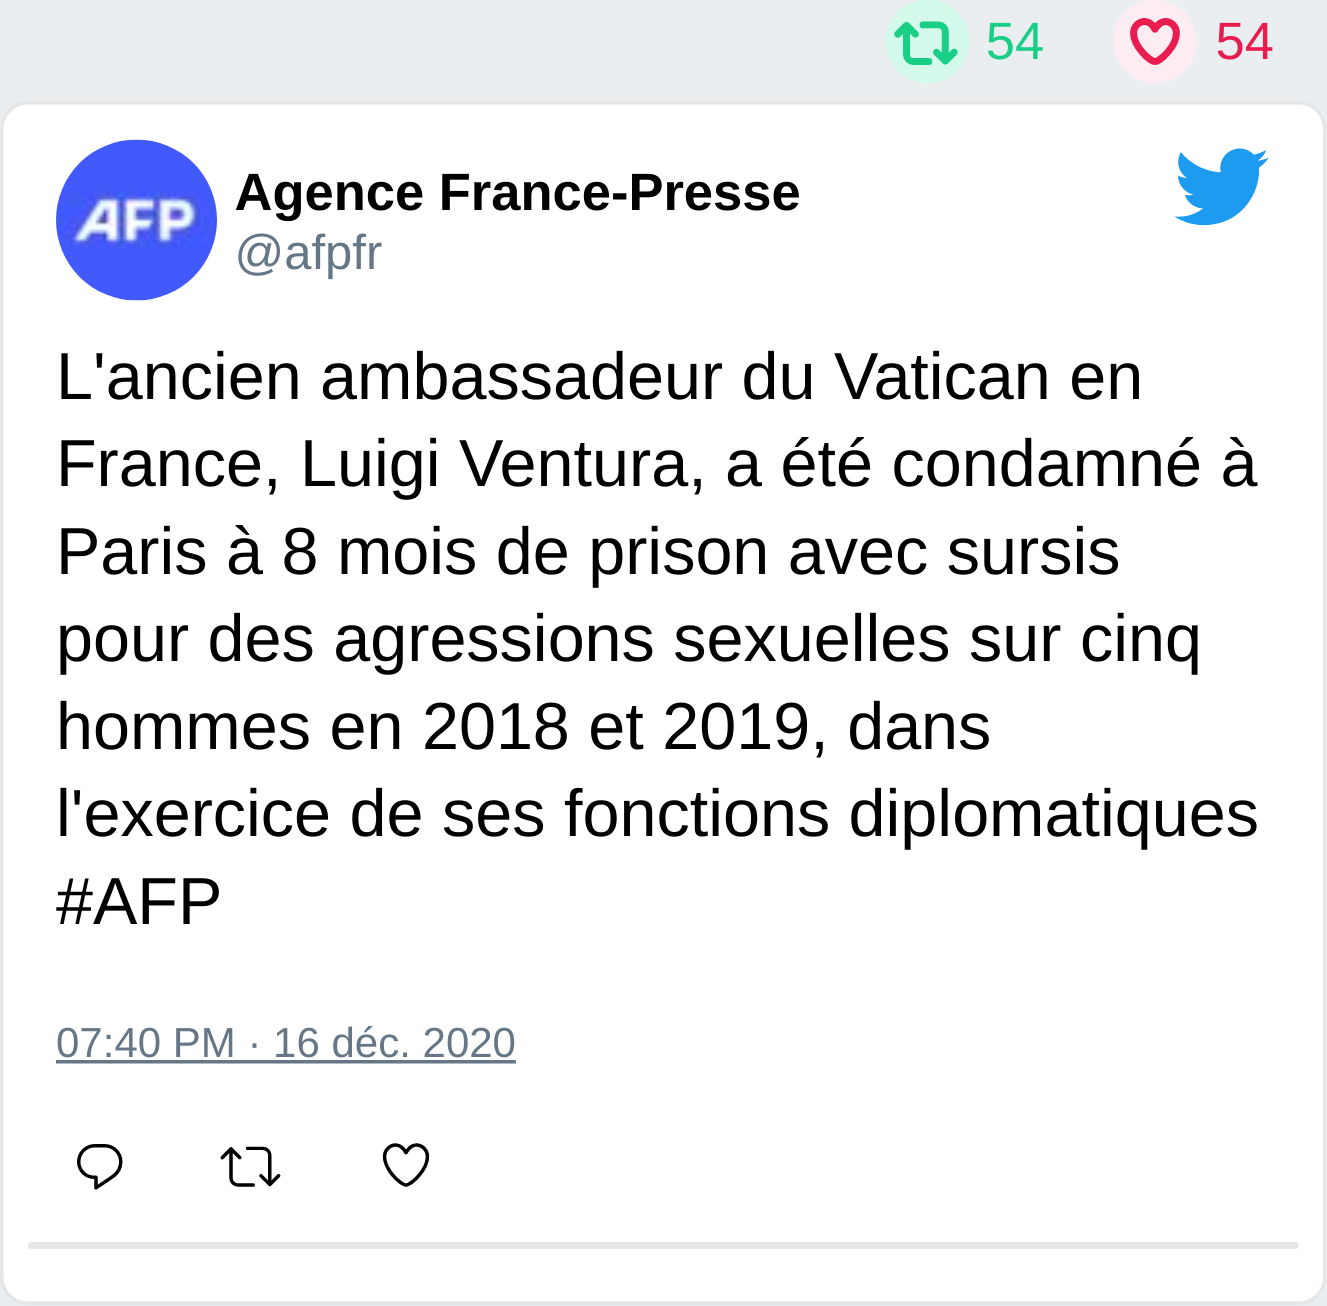 54 54
AFP
Agence France-Presse
@afpfr
L'ancien ambassadeur du Vatican en
France, Luigi Ventura, a été condamné à
Paris à 8 mois de prison avec sursis
pour des agressions sexuelles sur cinq
hommes en 2018 et 2019, dans
l'exercice de ses fonctions diplomatiques
#AFP
07:40 PM · 16 déc. 2020